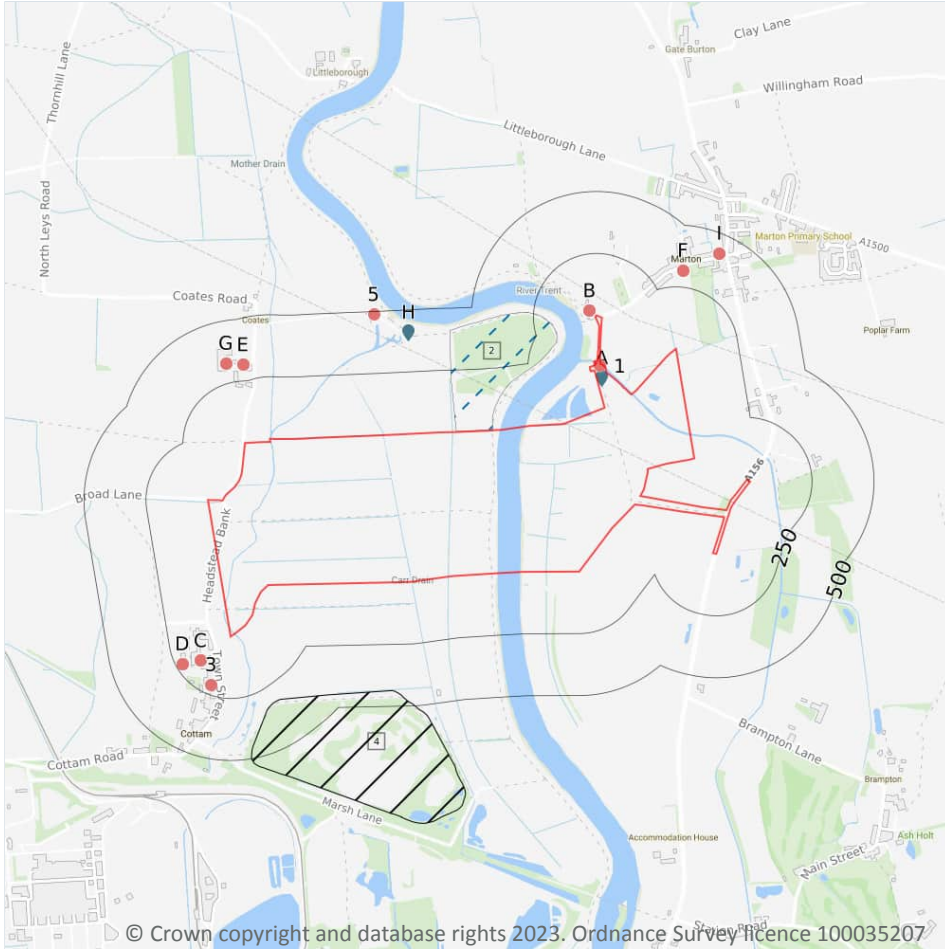 Clay Lane
Gate Burton
Thornhill Lane
Littleborough
Willingham Road
Littleborough Lane
Mother Drain
North Leys Road
Marton Primary School
I
F
Marton
A1500
Coates Road
5
H
River Trent
B
Coates
Poplar Farm
G E
2
A
1
Broad Lane
A156
Headstead Bank
250
500
Carr Drain
D C
3
Town Street
Cottam
4
Cottam Road
Brampton Lane
Brampton
Marsh Lane
Accommodation House
Ash Holt
Main Street
Station Road
© Crown copyright and database rights 2023. Ordnance Survey licence 100035207